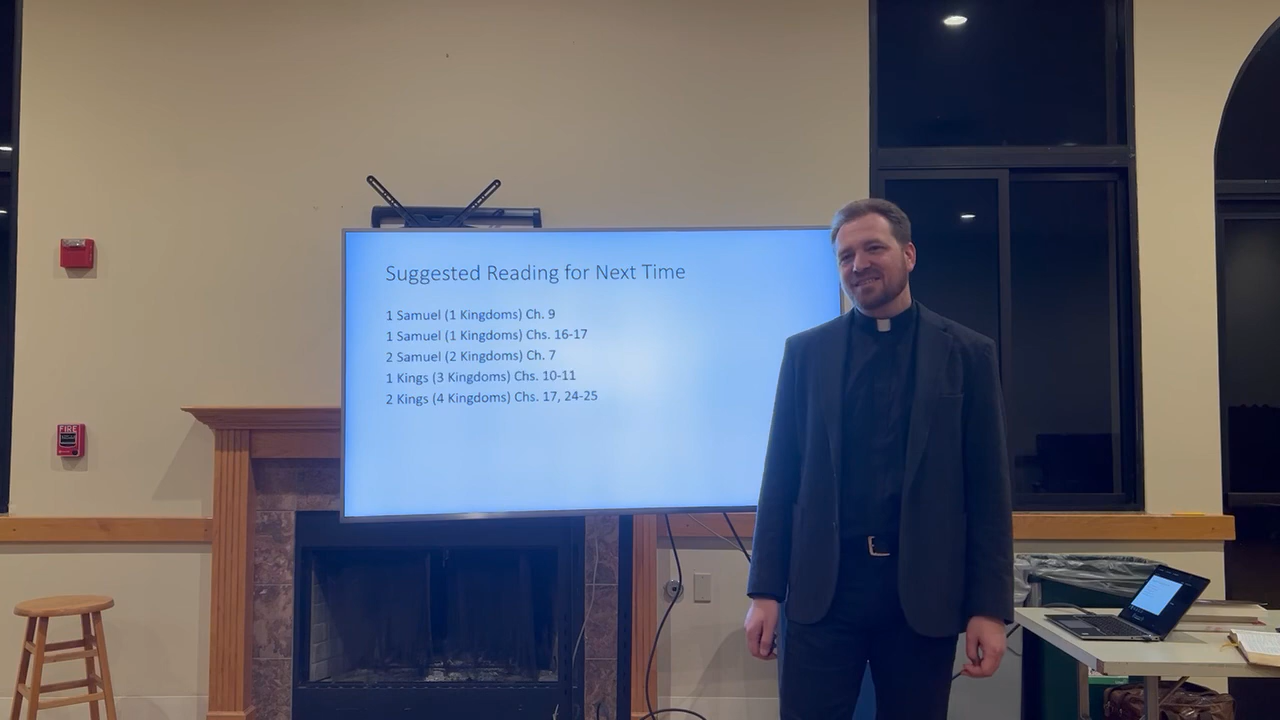 Suggested Reading for Next Time
1 Samuel (1 Kingdoms) Ch. 9
1 Samuel (1 Kingdoms) Chs. 16-17
2 Samuel (2 Kingdoms) Ch. 7
1 Kings (3 Kingdoms) Chs. 10-11
2 Kings (4 Kingdoms) Chs. 17, 24-25
FIRE